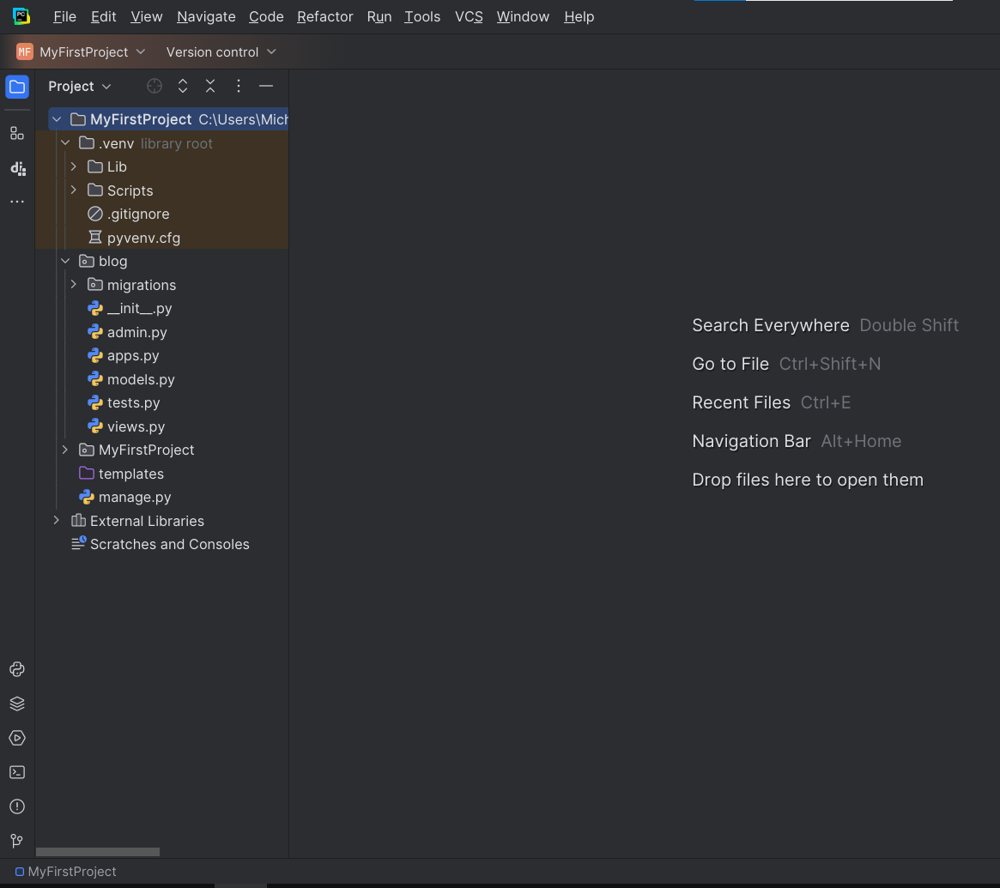 PC
File Edit View Navigate Code Refactor Run Tools VCS Window Help
MF MyFirstProject Version control
Project
MyFirstProject C:\Users\Mich
.venv library root
Lib
Scripts
.gitignore
pyvenv.cfg
blog
migrations
__init__.py
admin.py
apps.py
models.py
tests.py
views.py
MyFirstProject
templates
manage.py
External Libraries
Scratches and Consoles
Search Everywhere Double Shift
Go to File Ctrl+Shift+N
Recent Files Ctrl+E
Navigation Bar Alt+Home
Drop files here to open them
MyFirstProject